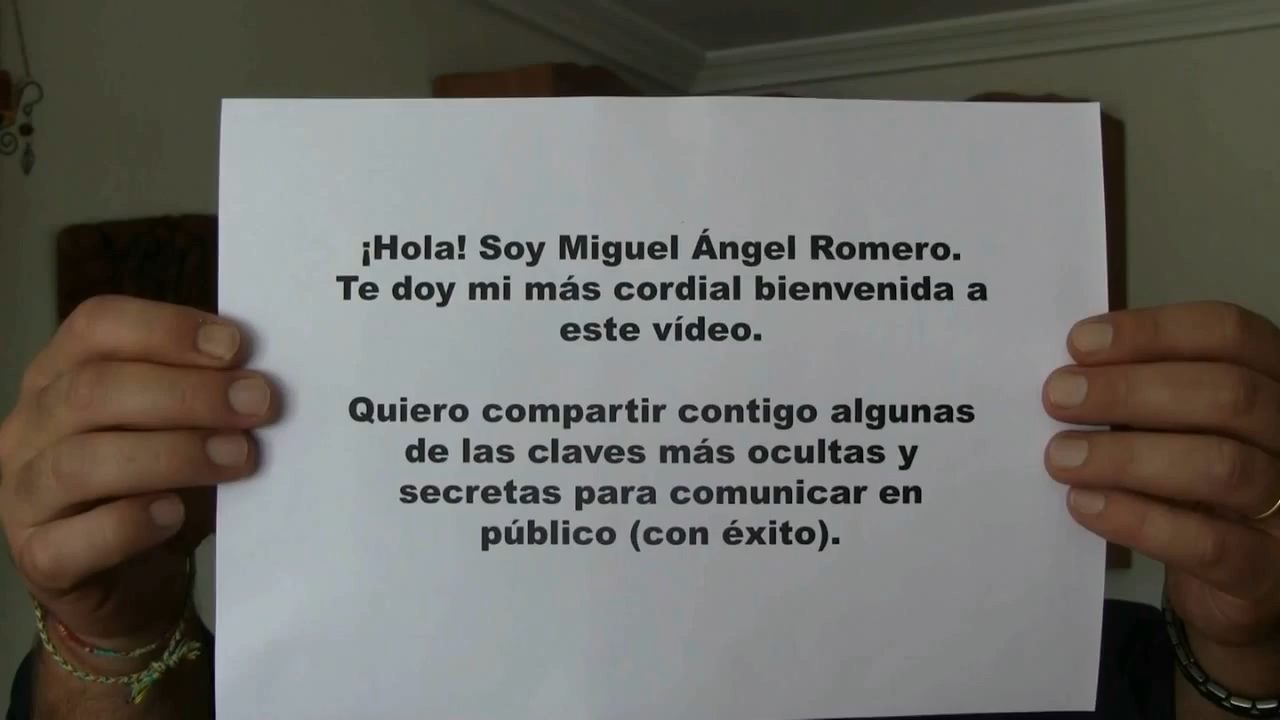 ¡Hola! Soy Miguel Ángel Romero.
Te doy mi más cordial bienvenida a
este vídeo.
Quiero compartir contigo algunas
de las claves más ocultas y
secretas para comunicar en
público (con éxito).